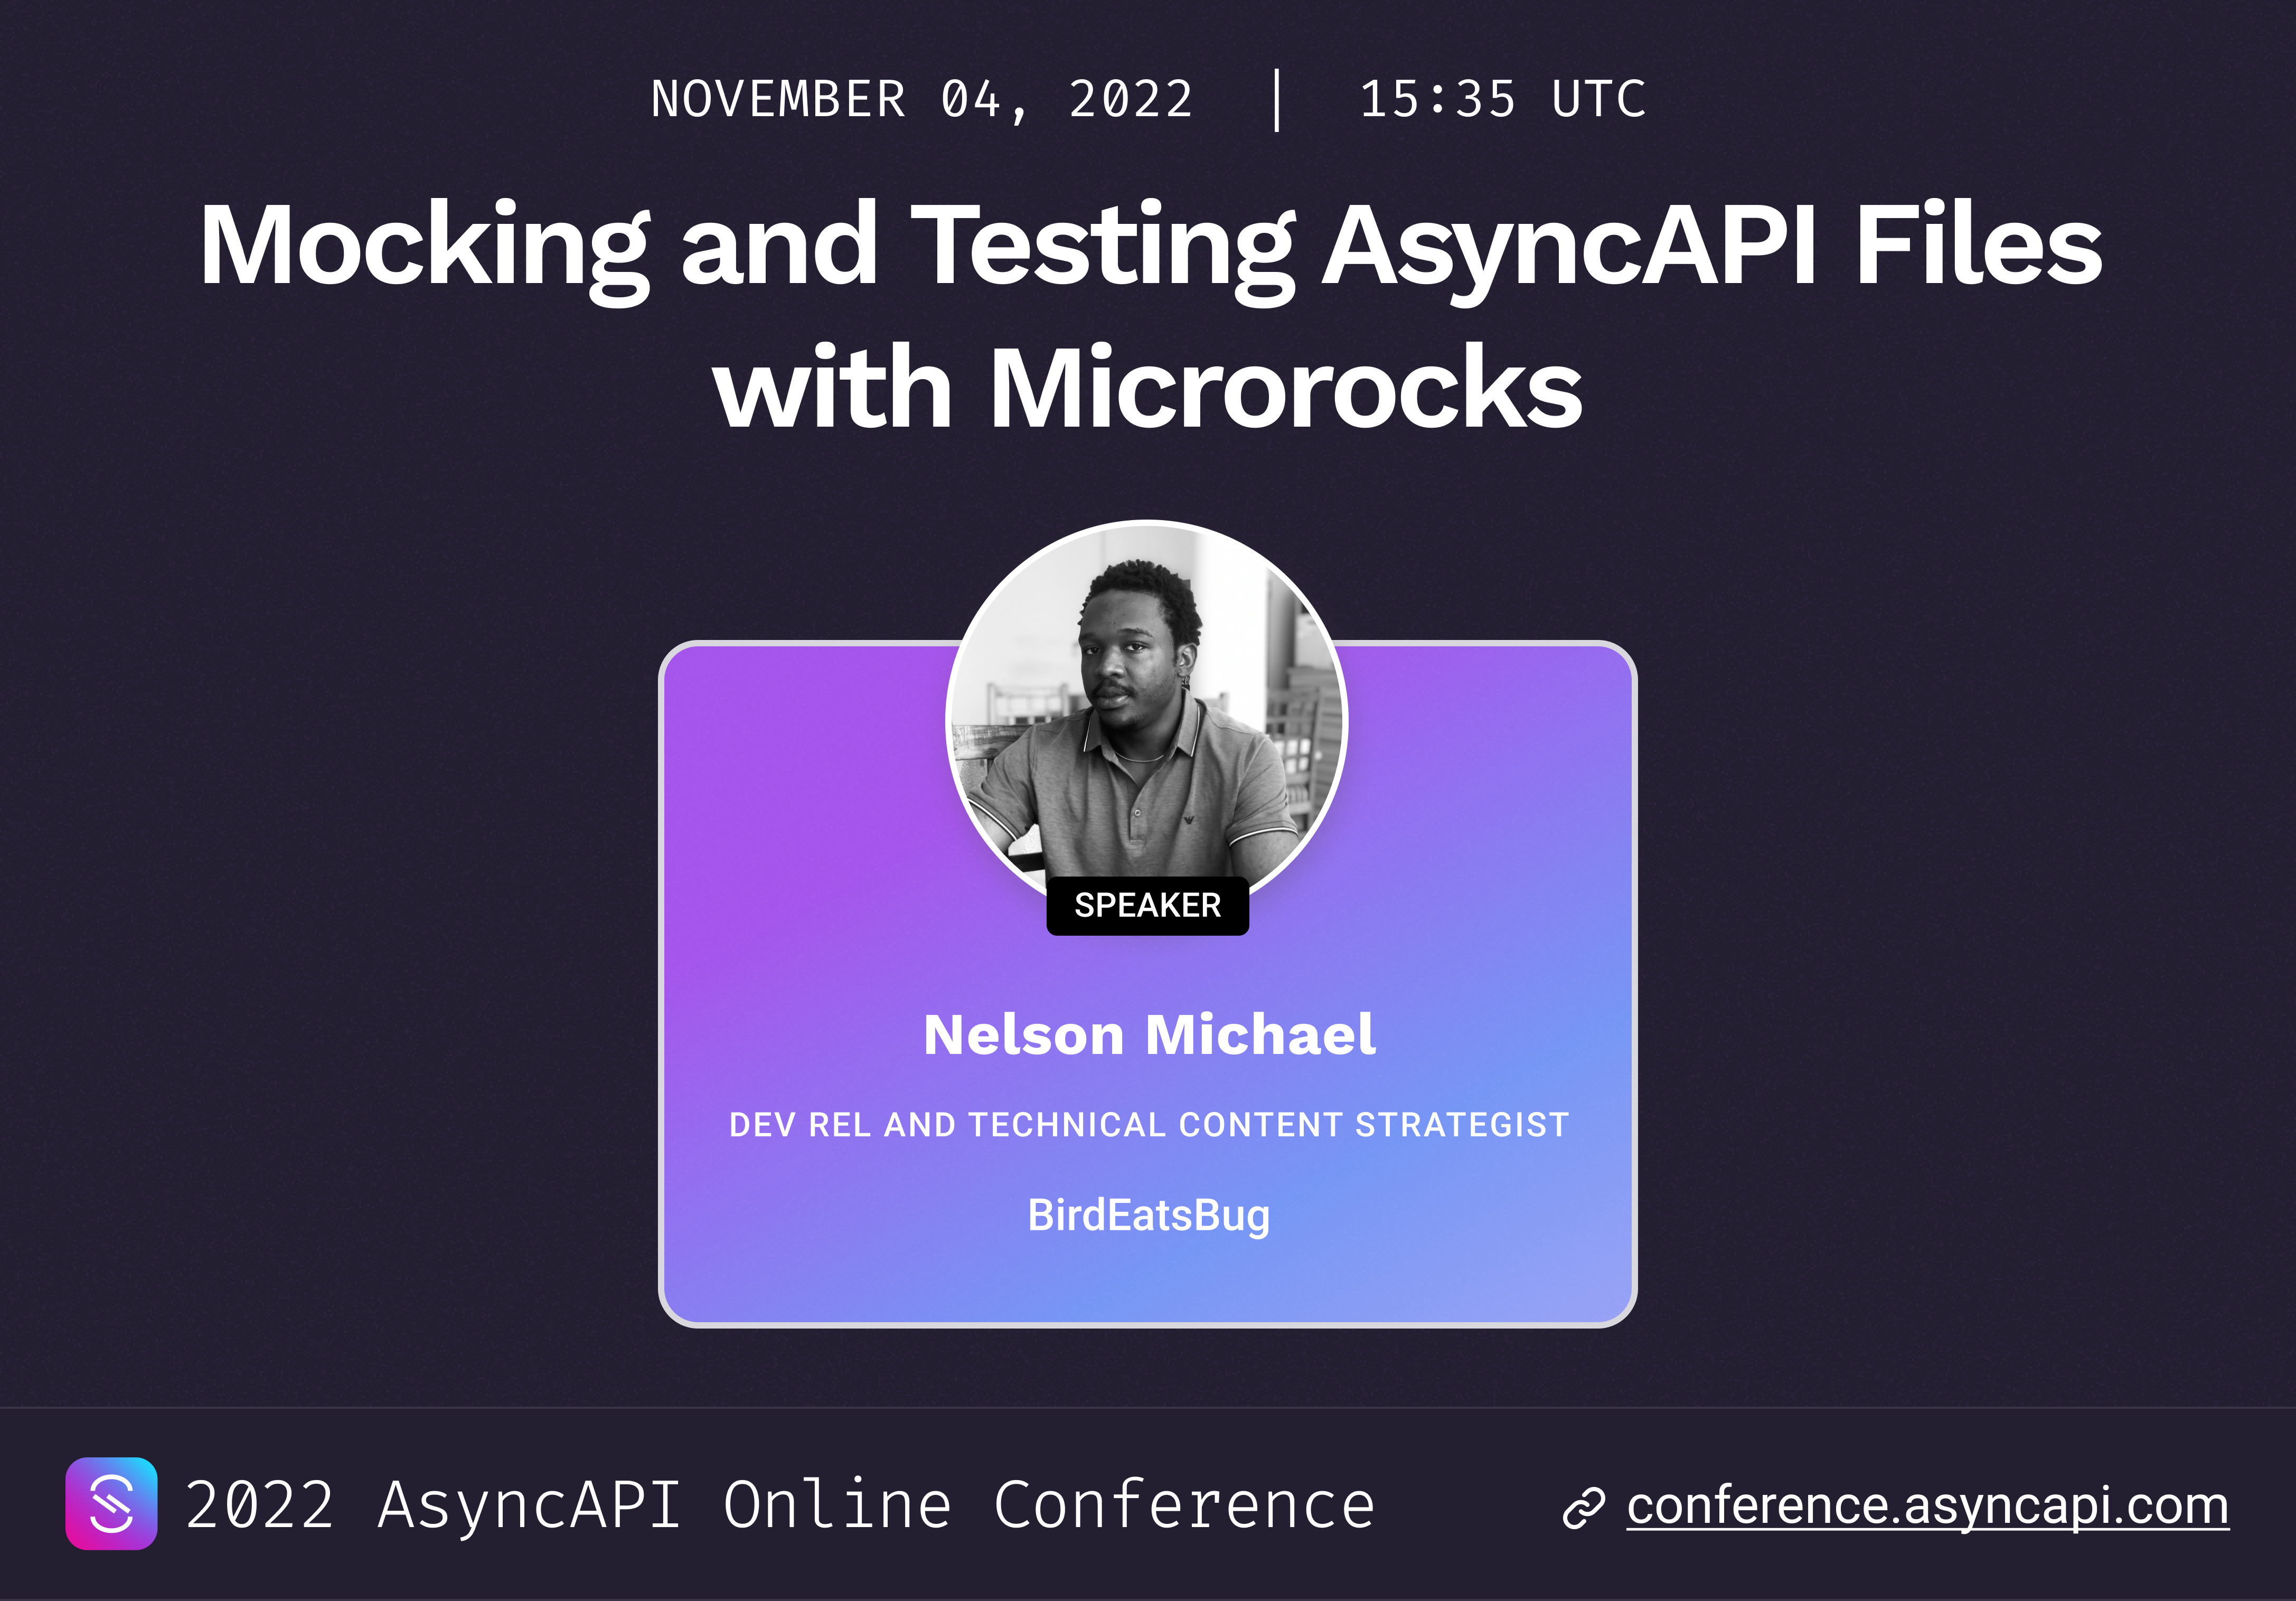 NOVEMBER 04, 2022 | 15:35 UTC
Mocking and Testing AsyncAPI Files
with Microrocks
SPEAKER
Nelson Michael
DEV REL AND TECHNICAL CONTENT STRATEGIST
BirdEatsBug
2022 AsyncAPI Online Conference
conference.asyncapi.com